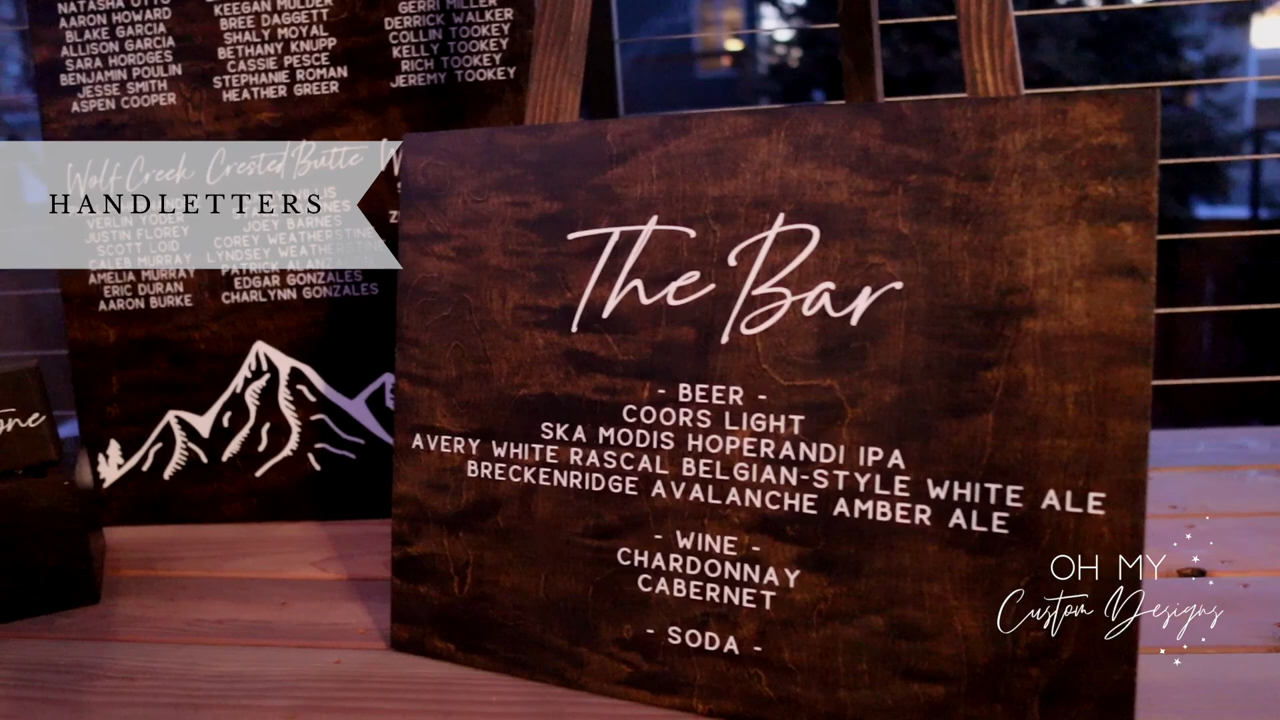 NATASHA OTTO
AARON HOWARD
BLAKE GARCIA
ALLISON GARCIA
SARA HORDGES
BENJAMIN POULIN
JESSE SMITH
ASPEN COOPER
KEEGAN MULDER
BREE DAGGETT
SHALY MOYAL
BETHANY KNUPP
CASSIE PESCE
STEPHANIE ROMAN
HEATHER GREER
GERRI MILLER
DERRICK WALKER
COLLIN TOOKEY
KELLY TOOKEY
RICH TOOKEY
JEREMY TOOKEY
Wolf Creek
VERLIN YODER
JUSTIN FLOREY
SCOTT LOID
CALEB MURRAY
AMELIA MURRAY
ERIC DURAN
AARON BURKE
Crested Butte
JOEY BARNES
COREY WEATHERSTINE
LYNDSEY WEATHERSTINE
PATRICK
EDGAR GONZALES
CHARLYNN GONZALES
HANDLETTERS
The Bar
- BEER -
COORS LIGHT
SKA MODIS HOPERANDI IPA
AVERY WHITE RASCAL BELGIAN-STYLE WHITE ALE
BRECKENRIDGE AVALANCHE AMBER ALE
- WINE -
CHARDONNAY
CABERNET
- SODA -
OH MY
Custom Designs